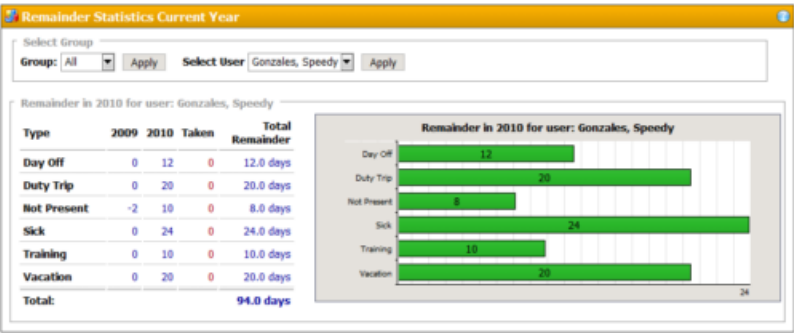 Remainder Statistics Current Year
Select Group
Group: All Apply Select User Gonzales, Speedy Apply
Remainder in 2010 for user: Gonzales, Speedy
Type 2009 2010 Taken Total Remainder
Day Off 0 12 0 12.0 days
Duty Trip 0 20 0 20.0 days
Not Present -2 10 0 8.0 days
Sick 0 24 0 24.0 days
Training 0 10 0 10.0 days
Vacation 0 20 0 20.0 days
Total: 94.0 days
Remainder in 2010 for user: Gonzales, Speedy
Day Off 12
Duty Trip 20
Not Present 8
Sick 24
Training 10
Vacation 20
24